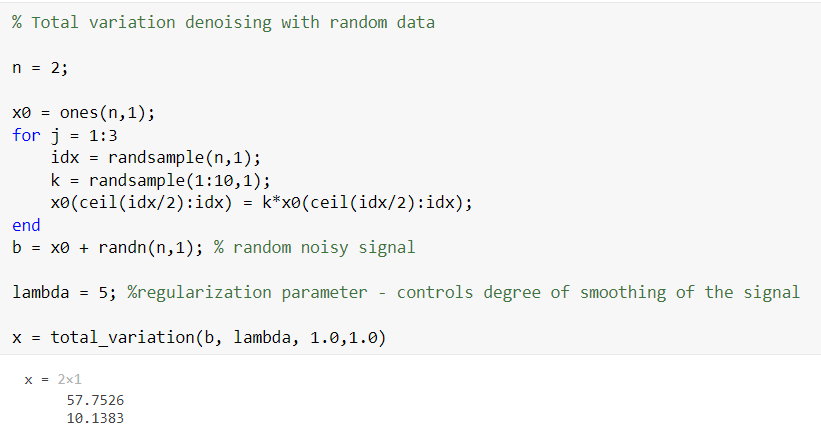 % Total variation denoising with random data
n = 2;
x0 = ones(n,1);
for j = 1:3
idx = randsample(n,1);
k = randsample(1:10,1);
x0(ceil(idx/2):idx) = k*x0(ceil(idx/2):idx);
end
b = x0 + randn(n,1); % random noisy signal
lambda = 5; %regularization parameter - controls degree of smoothing of the signal
x = total_variation(b, lambda, 1.0,1.0)
x = 2×1
57.7526
10.1383